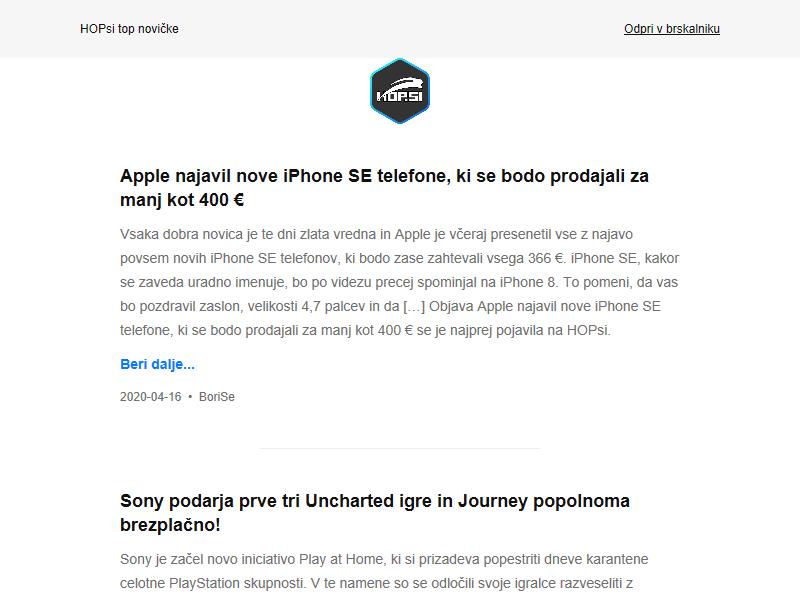 HOPsi top novičke
Odpri v brskalniku
HOP.SI
Apple najavil nove iPhone SE telefone, ki se bodo prodajali za
manj kot 400 €
Vsaka dobra novica je te dni zlata vredna in Apple je včeraj presenetil vse z najavo
povsem novih iPhone SE telefonov, ki bodo zase zahtevali vsega 366 €. iPhone SE, kakor
se zaveda uradno imenuje, bo po videzu precej spominjal na iPhone 8. To pomeni, da vas
bo pozdravil zaslon, velikosti 4,7 palcev in da […] Objava Apple najavil nove iPhone SE
telefone, ki se bodo prodajali za manj kot 400 € se je najprej pojavila na HOPsi.
Beri dalje...
2020-04-16 • BoriSe
Sony podarja prve tri Uncharted igre in Journey popolnoma
brezplačno!
Sony je začel novo iniciativo Play at Home, ki si prizadeva popestriti dneve karantene
celotne PlayStation skupnosti. V te namene so se odločili svoje igralce razveseliti z